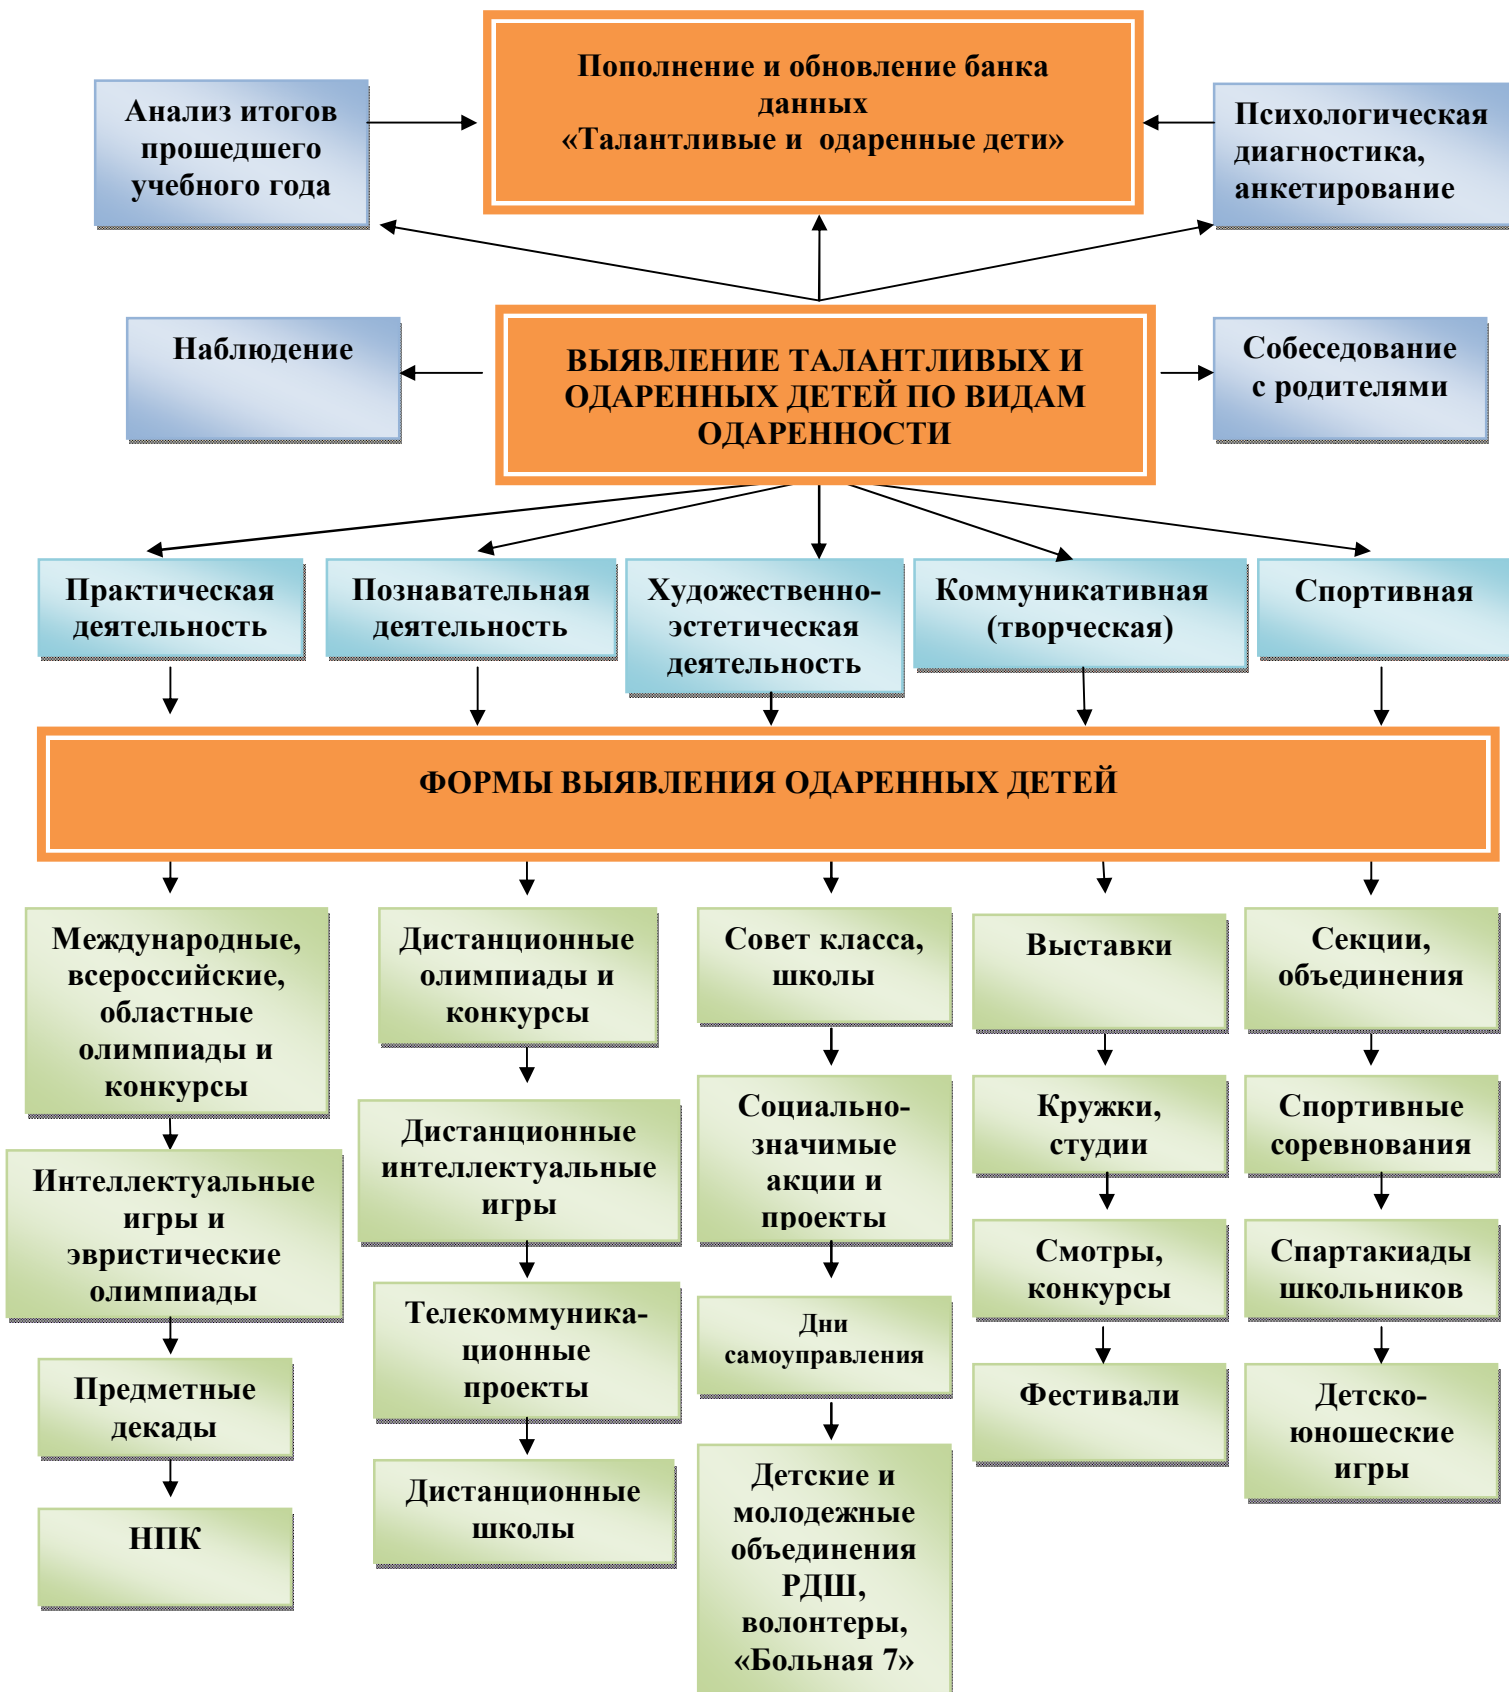 Пополнение и обновление банка
данных
«Талантливые и одаренные дети»
Анализ итогов
прошедшего
учебного года
Психологическая
диагностика,
анкетирование
Наблюдение
ВЫЯВЛЕНИЕ ТАЛАНТЛИВЫХ И
ОДАРЕННЫХ ДЕТЕЙ ПО ВИДАМ
ОДАРЕННОСТИ
Собеседование
с родителями
Практическая
деятельность
Познавательная
деятельность
Художественно-
эстетическая
деятельность
Коммуникативная
(творческая)
Спортивная
ФОРМЫ ВЫЯВЛЕНИЯ ОДАРЕННЫХ ДЕТЕЙ
Международные,
всероссийские,
областные
олимпиады и
конкурсы
Интеллектуальные
игры и
эвристические
олимпиады
Предметные
декады
НПК
Дистанционные
олимпиады и
конкурсы
Дистанционные
интеллектуальные
игры
Телекоммуника-
ционные
проекты
Дистанционные
школы
Совет класса,
школы
Социально-
значимые
акции и
проекты
Дни
самоуправления
Детские и
молодежные
объединения
РДШ,
волонтеры,
«Больная 7»
Выставки
Кружки,
студии
Смотры,
конкурсы
Фестивали
Секции,
объединения
Спортивные
соревнования
Спартакиады
школьников
Детско-
юношеские
игры